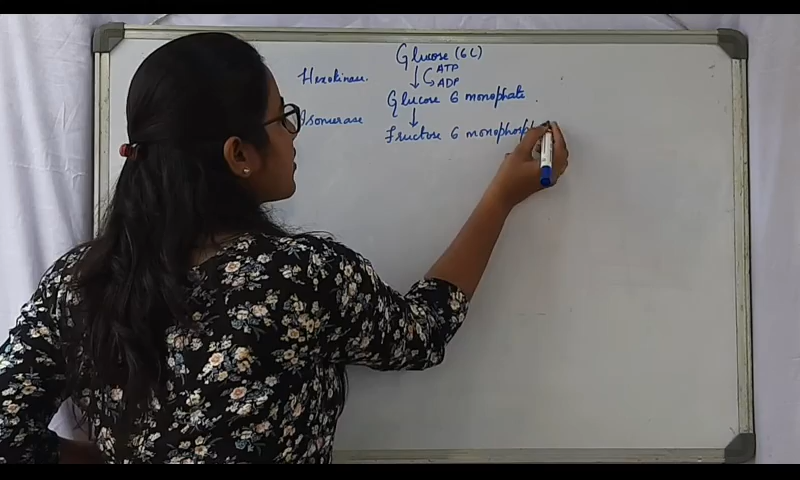 Glucose (6C)
Hexokinase. ATP
ADP
Glucose 6 monophate.
Isomerase
Fructose 6 monophosph